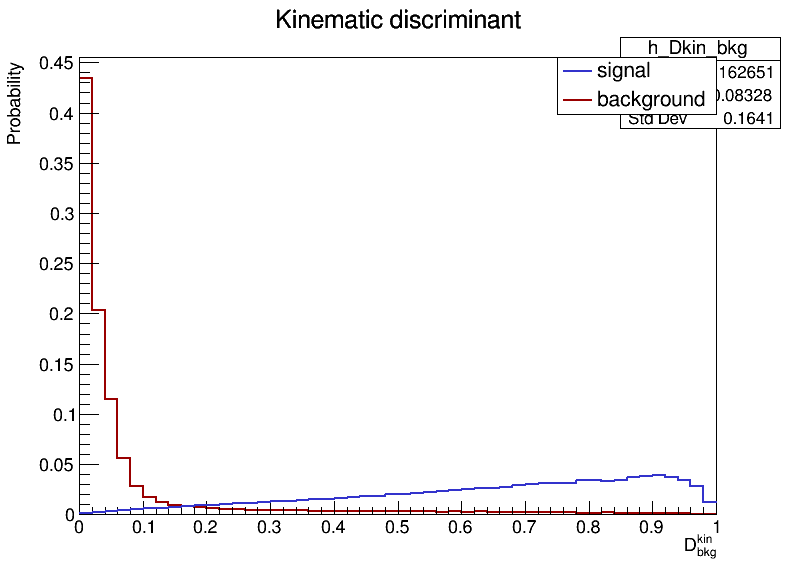 Kinematic discriminant
h_Dkin_bkg
162651
0.08328
Std Dev 0.1641
signal
background
Probability
0.45
0.4
0.35
0.3
0.25
0.2
0.15
0.1
0.05
0
0 0.1 0.2 0.3 0.4 0.5 0.6 0.7 0.8 0.9 1
D kin bkg